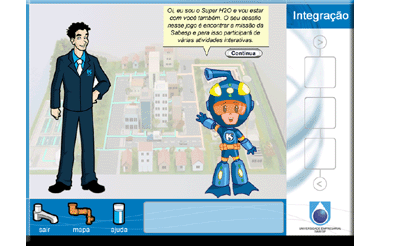 Oi, eu sou o Super H2O e vou estar
com você também. O seu desafio
nesse jogo é encontrar a missão da
Sabesp e para isso participará de
várias atividades interativas.
Continua
Integração
sair
mapa
ajuda